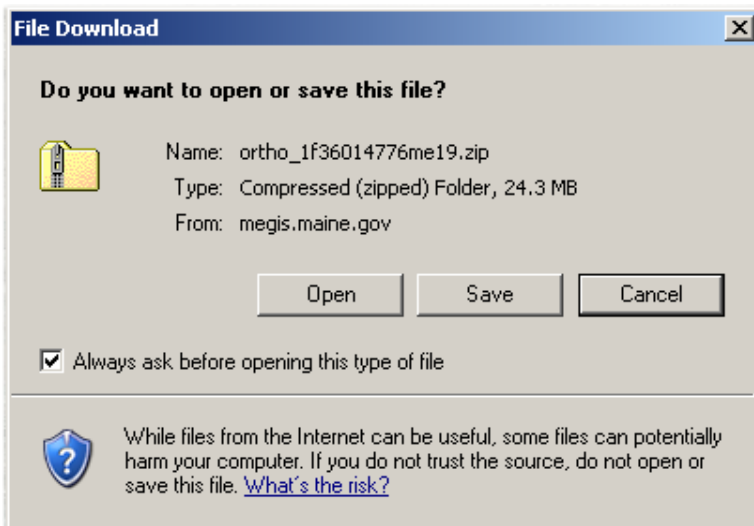 File Download
Do you want to open or save this file?
Name: ortho_1f36014776me19.zip
Type: Compressed (zipped) Folder, 24.3 MB
From: megis.maine.gov
Open Save Cancel
Always ask before opening this type of file
While files from the Internet can be useful, some files can potentially
harm your computer. If you do not trust the source, do not open or
save this file. What's the risk?